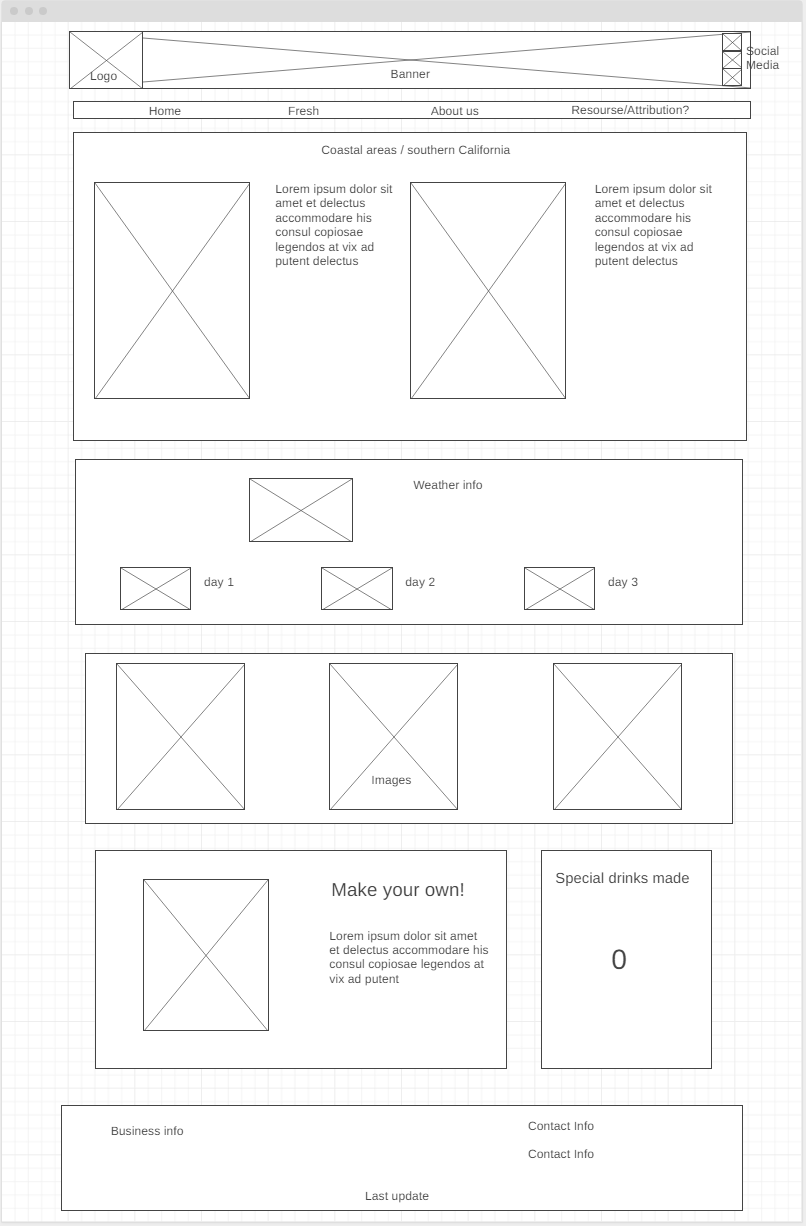 Logo
Banner
Social
Media
Home
Fresh
About us
Resourse/Attribution?
Coastal areas / southern California
Lorem ipsum dolor sit
amet et delectus
accommodare his
consul copiosae
legendos at vix ad
putent delectus
Lorem ipsum dolor sit
amet et delectus
accommodare his
consul copiosae
legendos at vix ad
putent delectus
Weather info
day 1
day 2
day 3
Images
Make your own!
Lorem ipsum dolor sit amet
et delectus accommodare his
consul copiosae legendos at
vix ad putent
Special drinks made
0
Business info
Contact Info
Contact Info
Last update